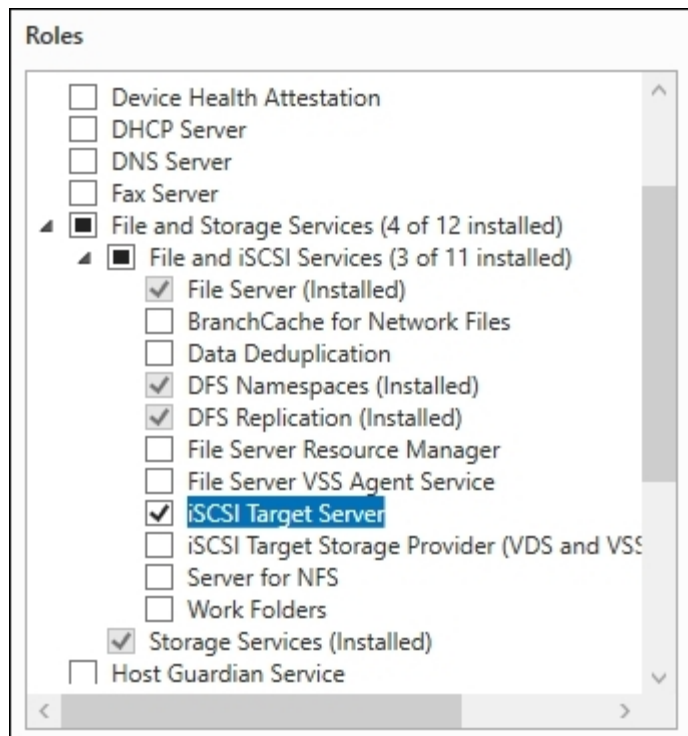 Roles
Device Health Attestation
DHCP Server
DNS Server
Fax Server
File and Storage Services (4 of 12 installed)
File and iSCSI Services (3 of 11 installed)
File Server (Installed)
BranchCache for Network Files
Data Deduplication
DFS Namespaces (Installed)
DFS Replication (Installed)
File Server Resource Manager
File Server VSS Agent Service
iSCSI Target Server
iSCSI Target Storage Provider (VDS and VSS
Server for NFS
Work Folders
Storage Services (Installed)
Host Guardian Service